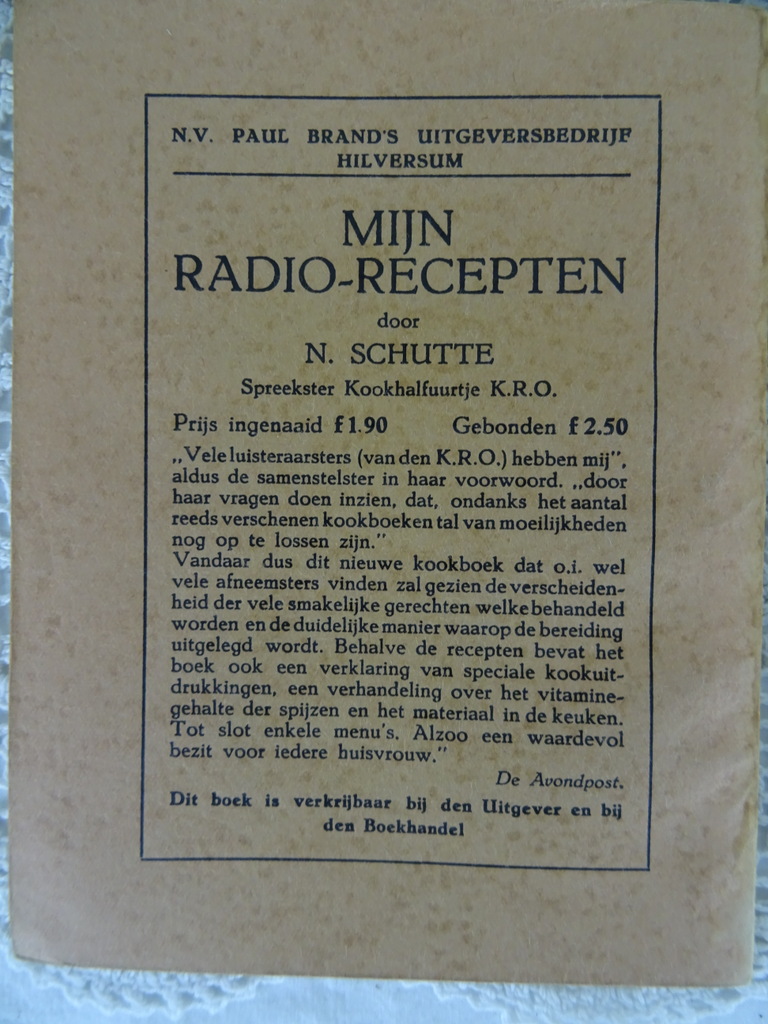 N.V. PAUL BRAND'S UITGEVERSBEDRIJF
HILVERSUM
MIJN
RADIO-RECEPTEN
door
N. SCHUTTE
Spreekster Kookhalfuurtje K.R.O.
Prijs ingenaaid f 1.90 Gebonden f 2.50
„Vele luisteraarsters (van den K.R.O.) hebben mij”,
aldus de samenstelster in haar voorwoord. „door
haar vragen doen inzien, dat, ondanks het aantal
reeds verschenen kookboeken tal van moeilijkheden
nog op te lossen zijn.”
Vandaar dus dit nieuwe kookboek dat o.i. wel
vele afneemsters vinden zal gezien de verscheiden-
heid der vele smakelijke gerechten welke behandeld
worden en de duidelijke manier waarop de bereiding
uitgelegd wordt. Behalve de recepten bevat het
boek ook een verklaring van speciale kookuit-
drukkingen, een verhandeling over het vitamine-
gehalte der spijzen en het materiaal in de keuken.
Tot slot enkele menu's. Alzoo een waardevol
bezit voor iedere huisvrouw.”
De Avondpost.
Dit boek is verkrijbaar bij den Uitgever en bij
den Boekhandel